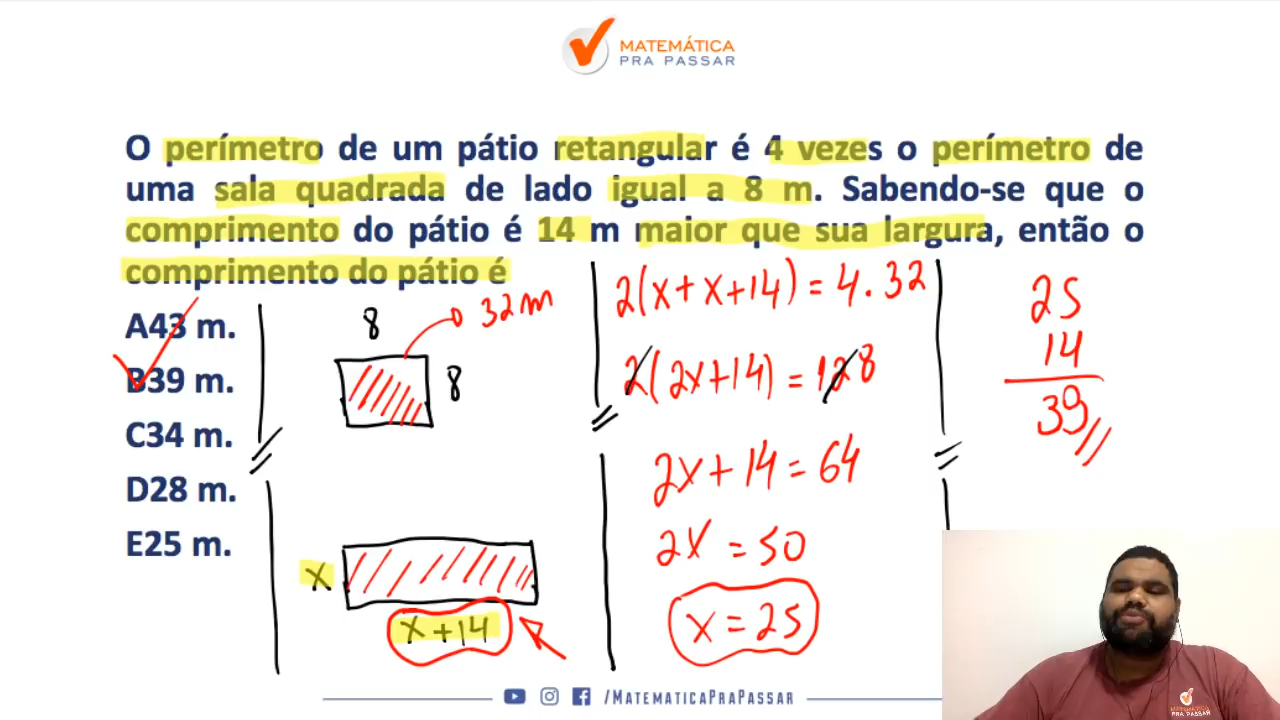 MATEMÁTICA
PRA PASSAR
O perímetro de um pátio retangular é 4 vezes o perímetro de
uma sala quadrada de lado igual a 8 m. Sabendo-se que o
comprimento do pátio é 14 m maior que sua largura, então o
comprimento do pátio é
A43 m.
B39 m.
C34 m.
D28 m.
E25 m.
8
32m
8
x
x+14
2(x+x+14)=4.32
2(2x+14)=128
2x+14=64
2x=50
x=25
25
14
39
/MATEMATICAPRAPASSAR
MATEMÁTICA
PRA PASSAR